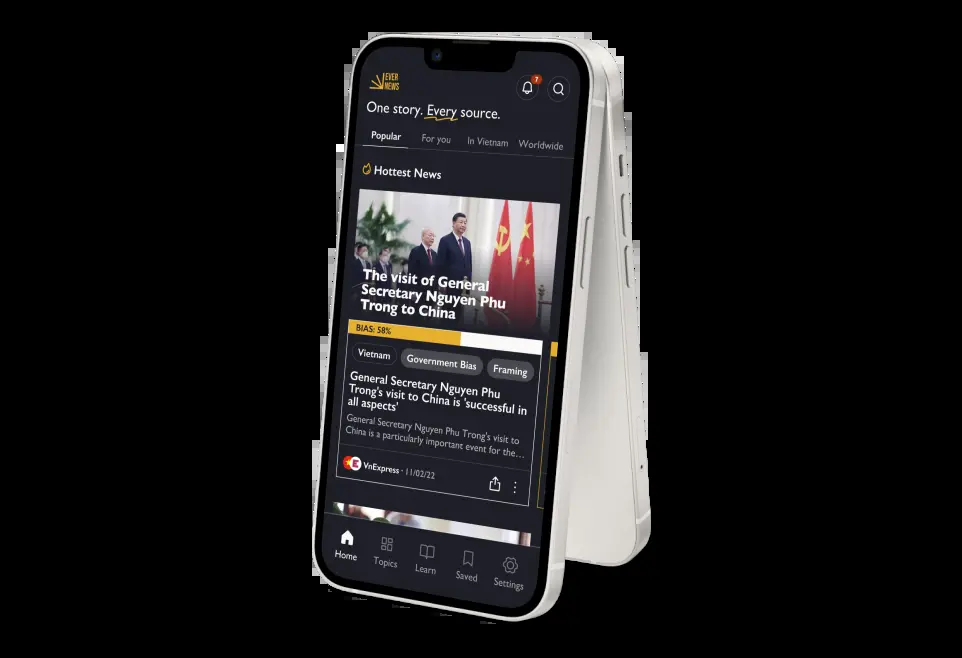 EVER
NEWS
7
One story. Every source.
Popular For you In Vietnam Worldwide
Hottest News
The visit of General
Secretary Nguyen Phu
Trong to China
BIAS: 58%
Vietnam Government Bias Framing
General Secretary Nguyen Phu
Trong's visit to China is 'successful in
all aspects'
General Secretary Nguyen Phu Trong's visit to
China is a particularly important event for the...
E VnExpress · 11/02/22
Home Topics Learn Saved Settings